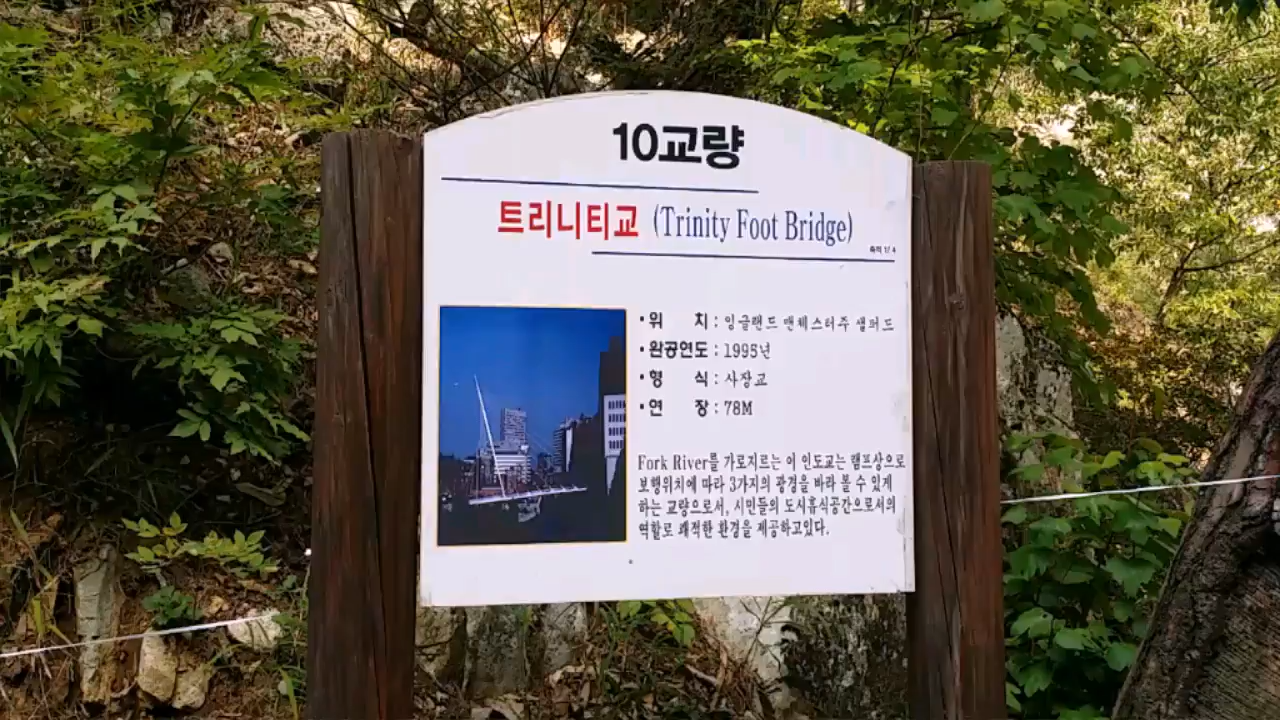 10교량
트리니티교 (Trinity Foot Bridge)
축척 1/4
•위 치 : 잉글랜드 맨체스터주 샐퍼드
•완공연도 : 1995년
•형 식 : 사장교
•연 장 : 78M
Fork River를 가로지르는 이 인도교는 램프상으로
보행위치에 따라 3가지의 광경을 바라 볼 수 있게
하는 교량으로서, 시민들의 도시휴식공간으로서의
역할로 쾌적한 환경을 제공하고있다.